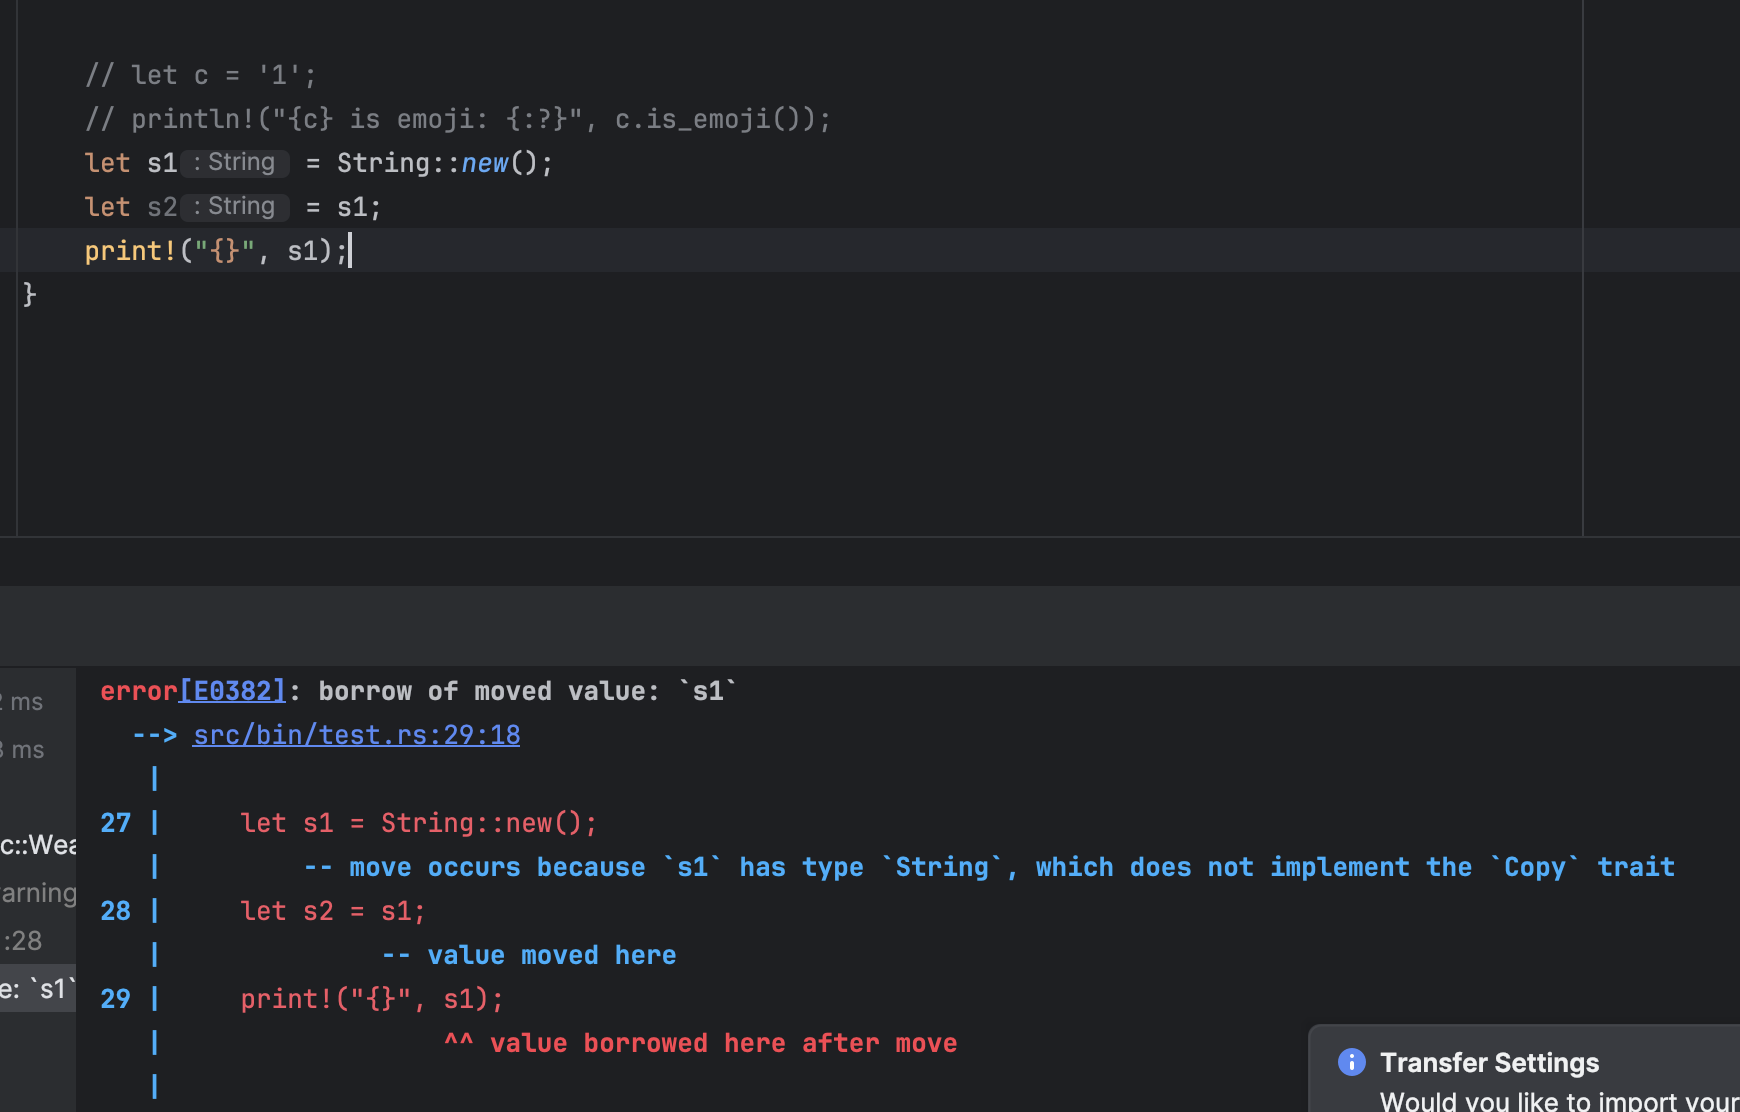 // let c = '1';
// println!("{c} is emoji: {:?}", c.is_emoji());
let s1 : String = String::new();
let s2 : String = s1;
print!("{}", s1);
}
error[E0382]: borrow of moved value: `s1`
ms
--> src/bin/test.rs:29:18
ms
|
27 | let s1 = String::new();
c::Wea
| -- move occurs because `s1` has type `String`, which does not implement the `Copy` trait
arning
28 | let s2 = s1;
:28
| -- value moved here
e: `s1`
29 | print!("{}", s1);
| ^^ value borrowed here after move
|
Transfer Settings
Would you like to import your